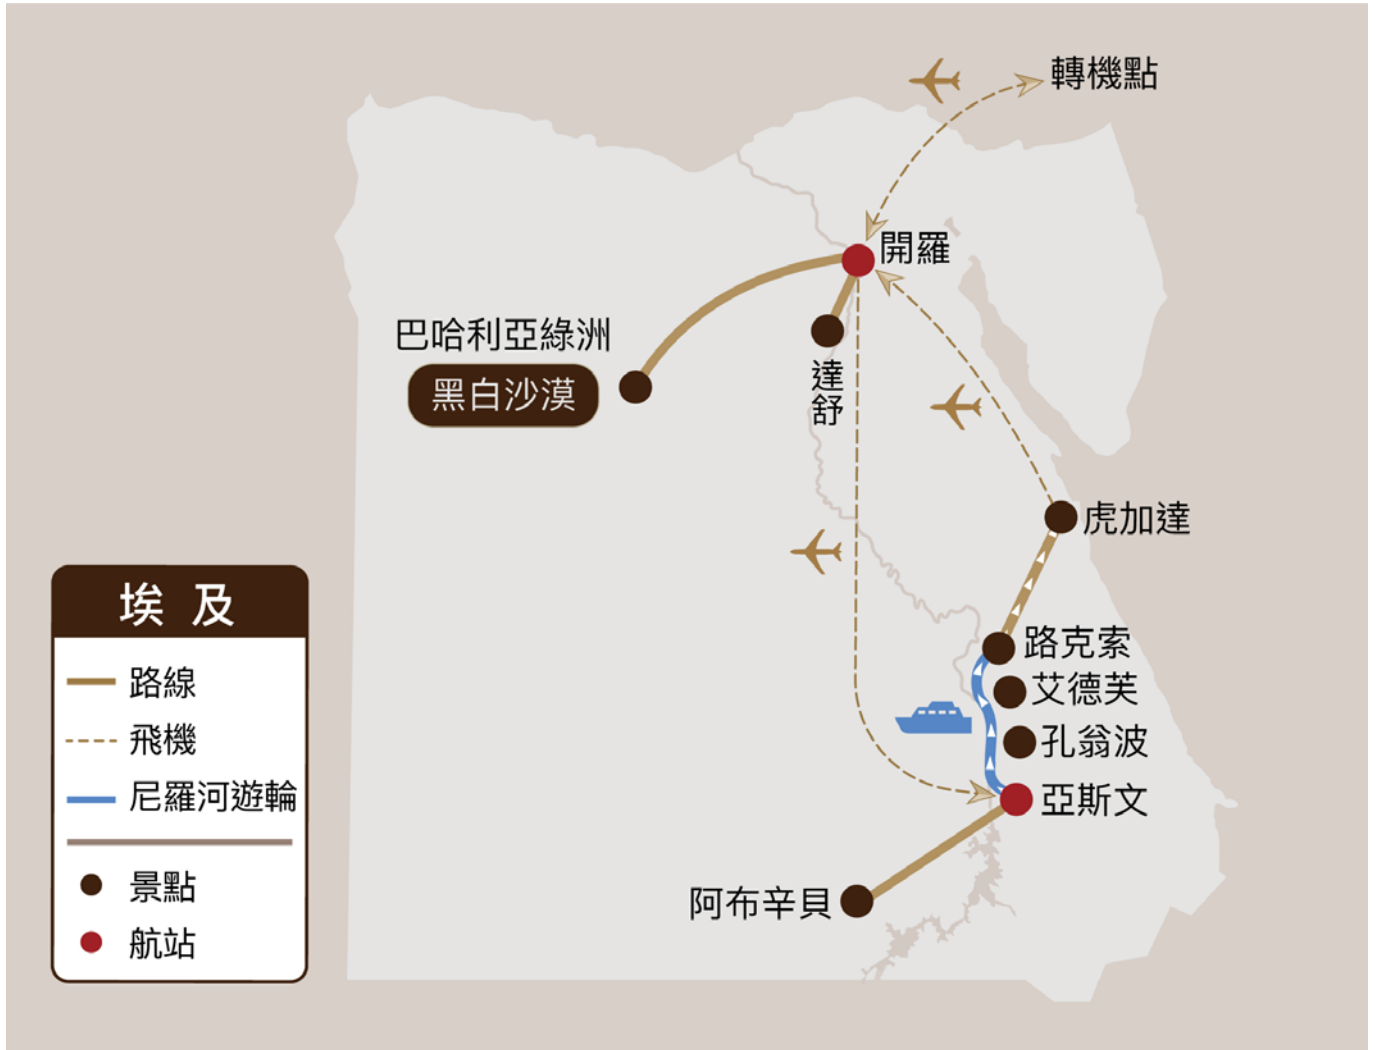 轉機點
開羅
巴哈利亞綠洲
黑白沙漠
達舒
虎加達
路克索
艾德芙
孔翁波
亞斯文
阿布辛貝
埃及
路線
飛機
尼羅河遊輪
景點
航站